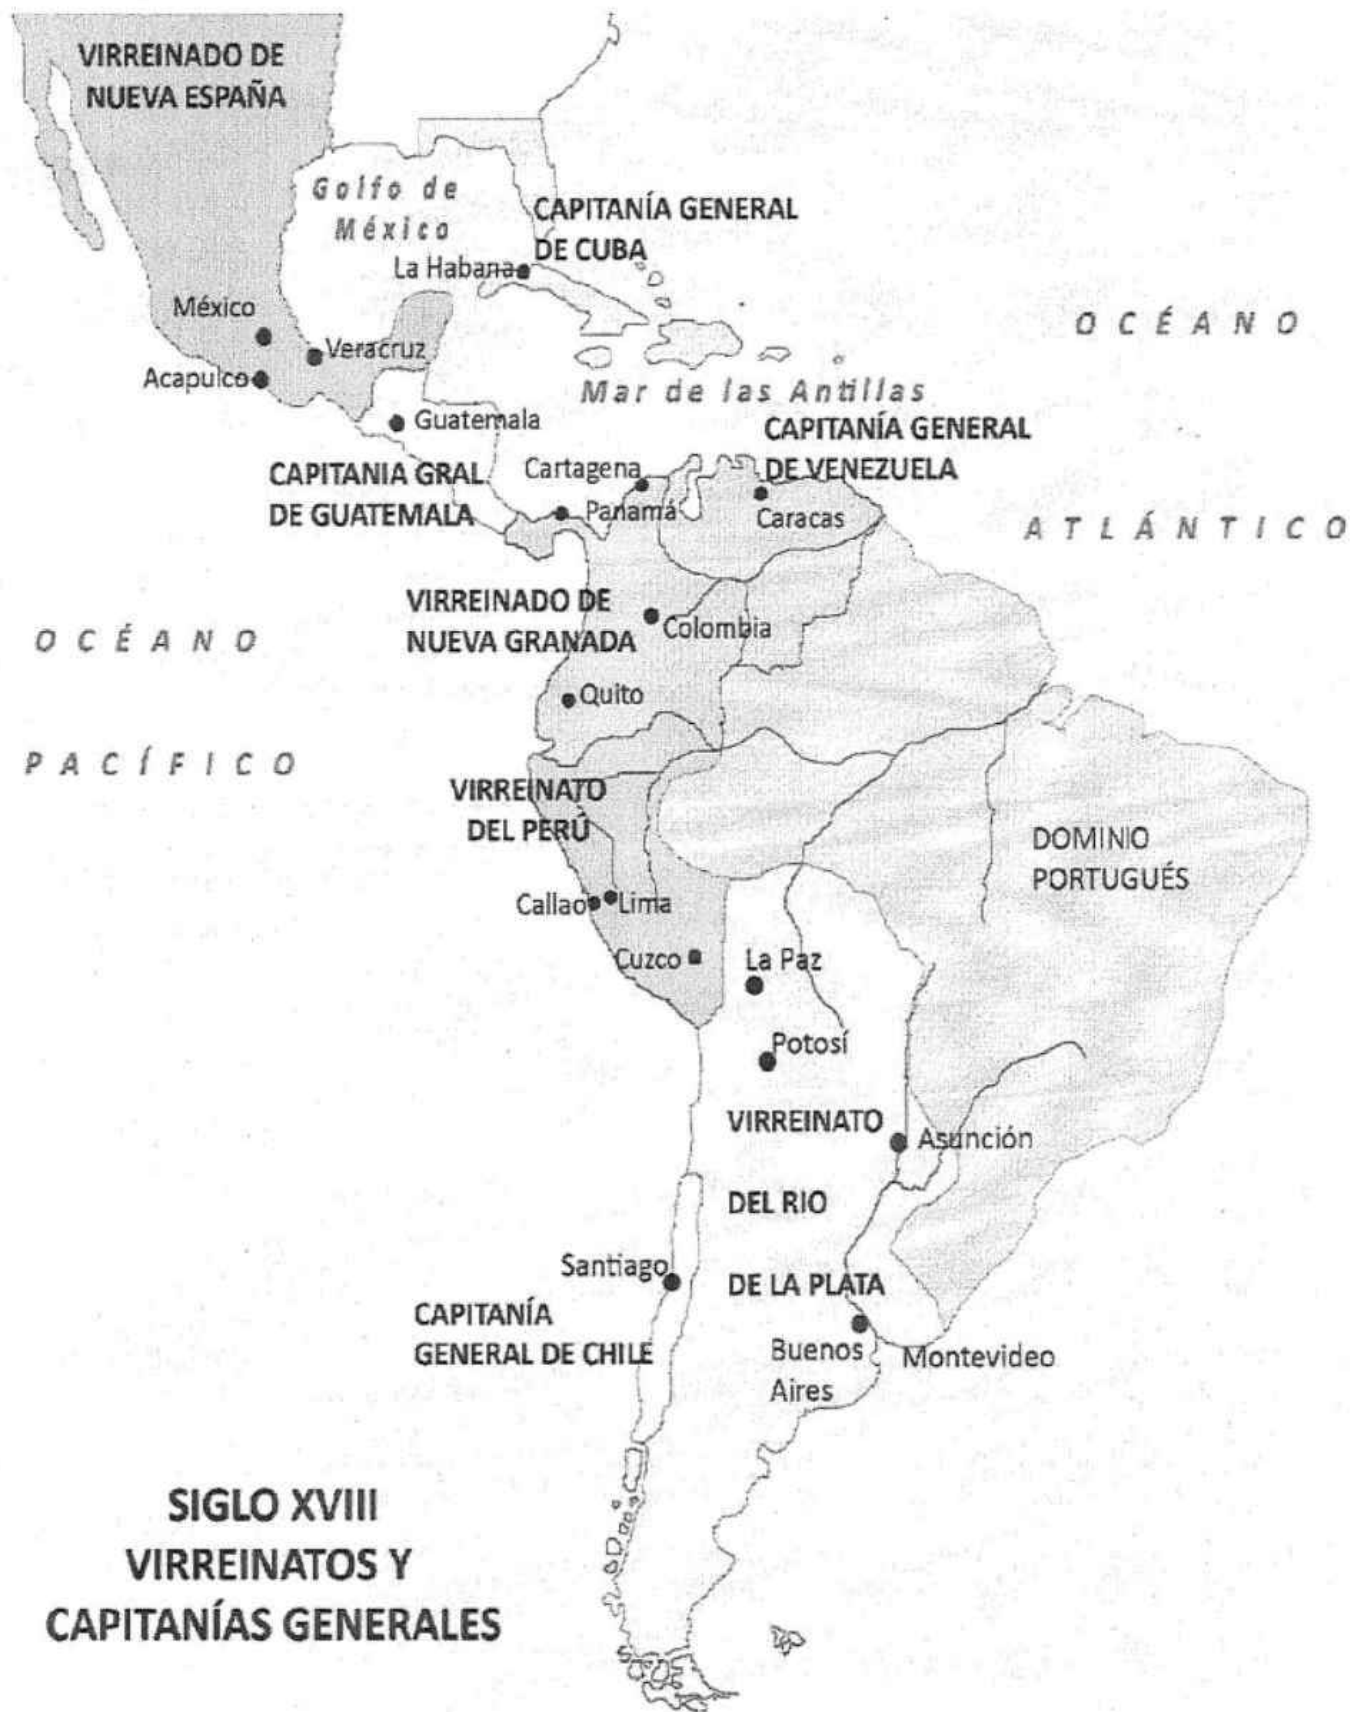 VIRREINADO DE
NUEVA ESPAÑA
Golfo de
México
CAPITANÍA GENERAL
DE CUBA
La Habana
México
Veracruz
Acapulco
OCÉANO
Mar de las Antillas
Guatemala
CAPITANÍA GENERAL
DE VENEZUELA
CAPITANIA GRAL
DE GUATEMALA
Cartagena
Panamá
Caracas
ATLÁNTICO
VIRREINADO DE
NUEVA GRANADA
Colombia
OCÉANO
Quito
PACÍFICO
VIRREINATO
DEL PERÚ
DOMINIO
PORTUGUÉS
Callao
Lima
Cuzco
La Paz
Potosí
VIRREINATO
Asunción
DEL RIO
Santiago
DE LA PLATA
CAPITANÍA
GENERAL DE CHILE
Buenos
Aires
Montevideo
SIGLO XVIII
VIRREINATOS Y
CAPITANÍAS GENERALES